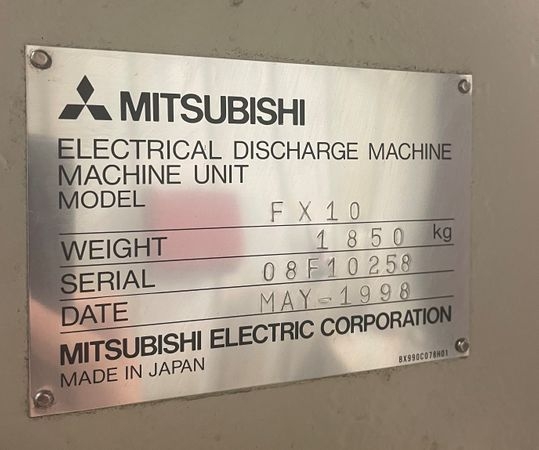 MITSUBISHI
ELECTRICAL DISCHARGE MACHINE
MACHINE UNIT
MODEL FX10
WEIGHT 1850 kg
SERIAL 08F10258
DATE MAY-1998
MITSUBISHI ELECTRIC CORPORATION
MADE IN JAPAN
BX990C078H01